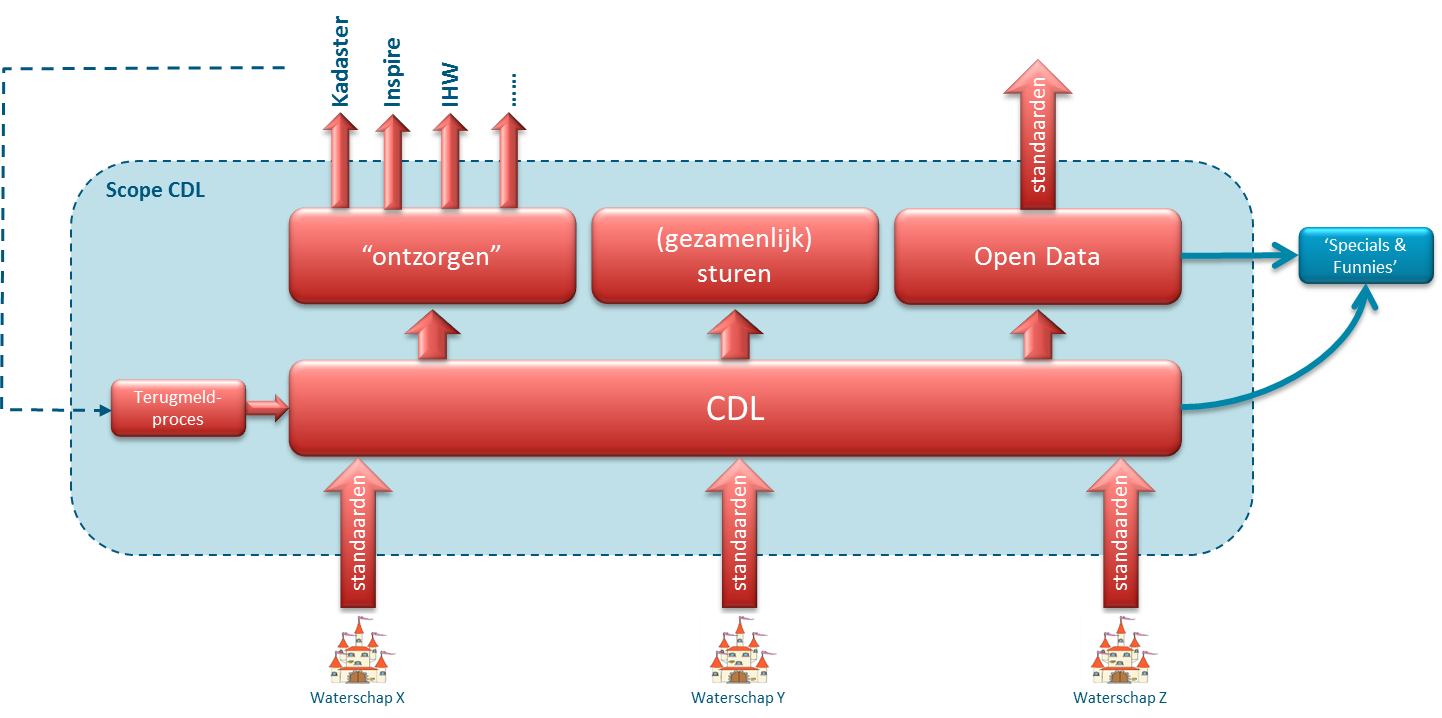 Kadaster
Inspire
IHW
......
standaarden
Scope CDL
“ontzorgen”
(gezamenlijk)
sturen
Open Data
‘Specials &
Funnies’
Terugmeld-
proces
CDL
standaarden
standaarden
standaarden
Waterschap X
Waterschap Y
Waterschap Z